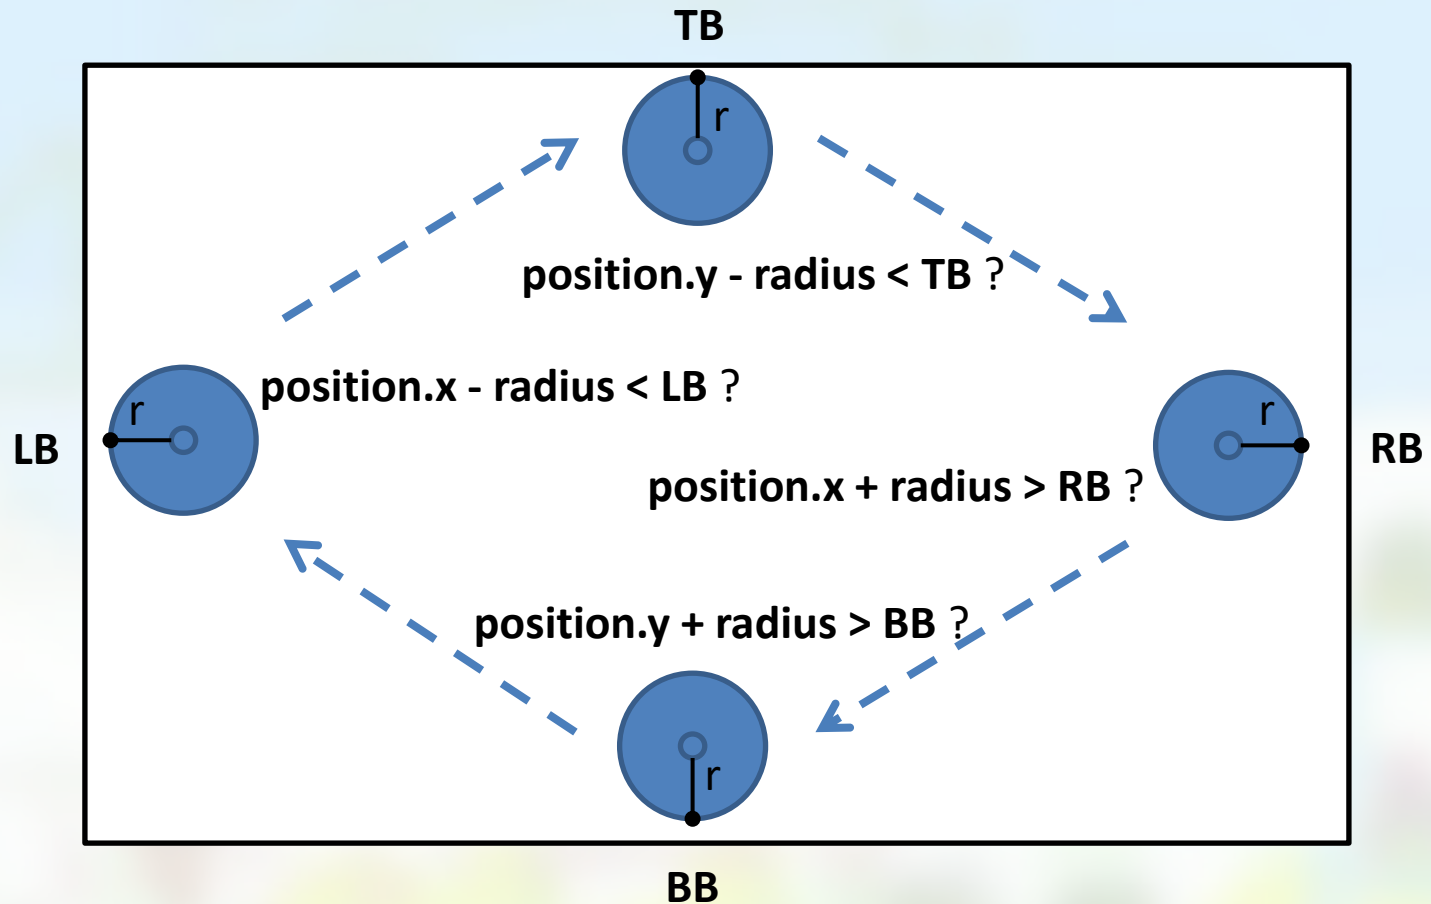 TB
r
position.y - radius < TB ?
position.x - radius < LB ?
r
r
LB
RB
position.x + radius > RB ?
position.y + radius > BB ?
r
BB